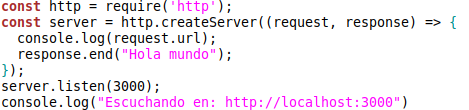 const http = require('http');
const server = http.createServer((request, response) => {
  console.log(request.url);
  response.end("Hola mundo");
});
server.listen(3000);
console.log("Escuchando en: http://localhost:3000")